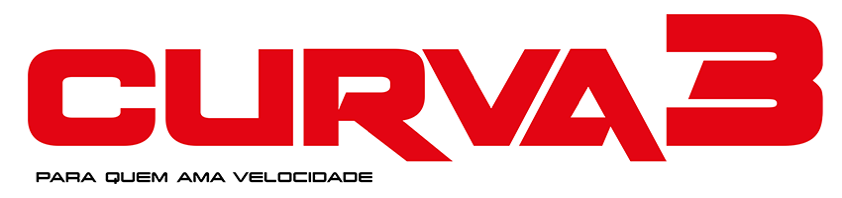 CURVA3
PARA QUEM AMA VELOCIDADE